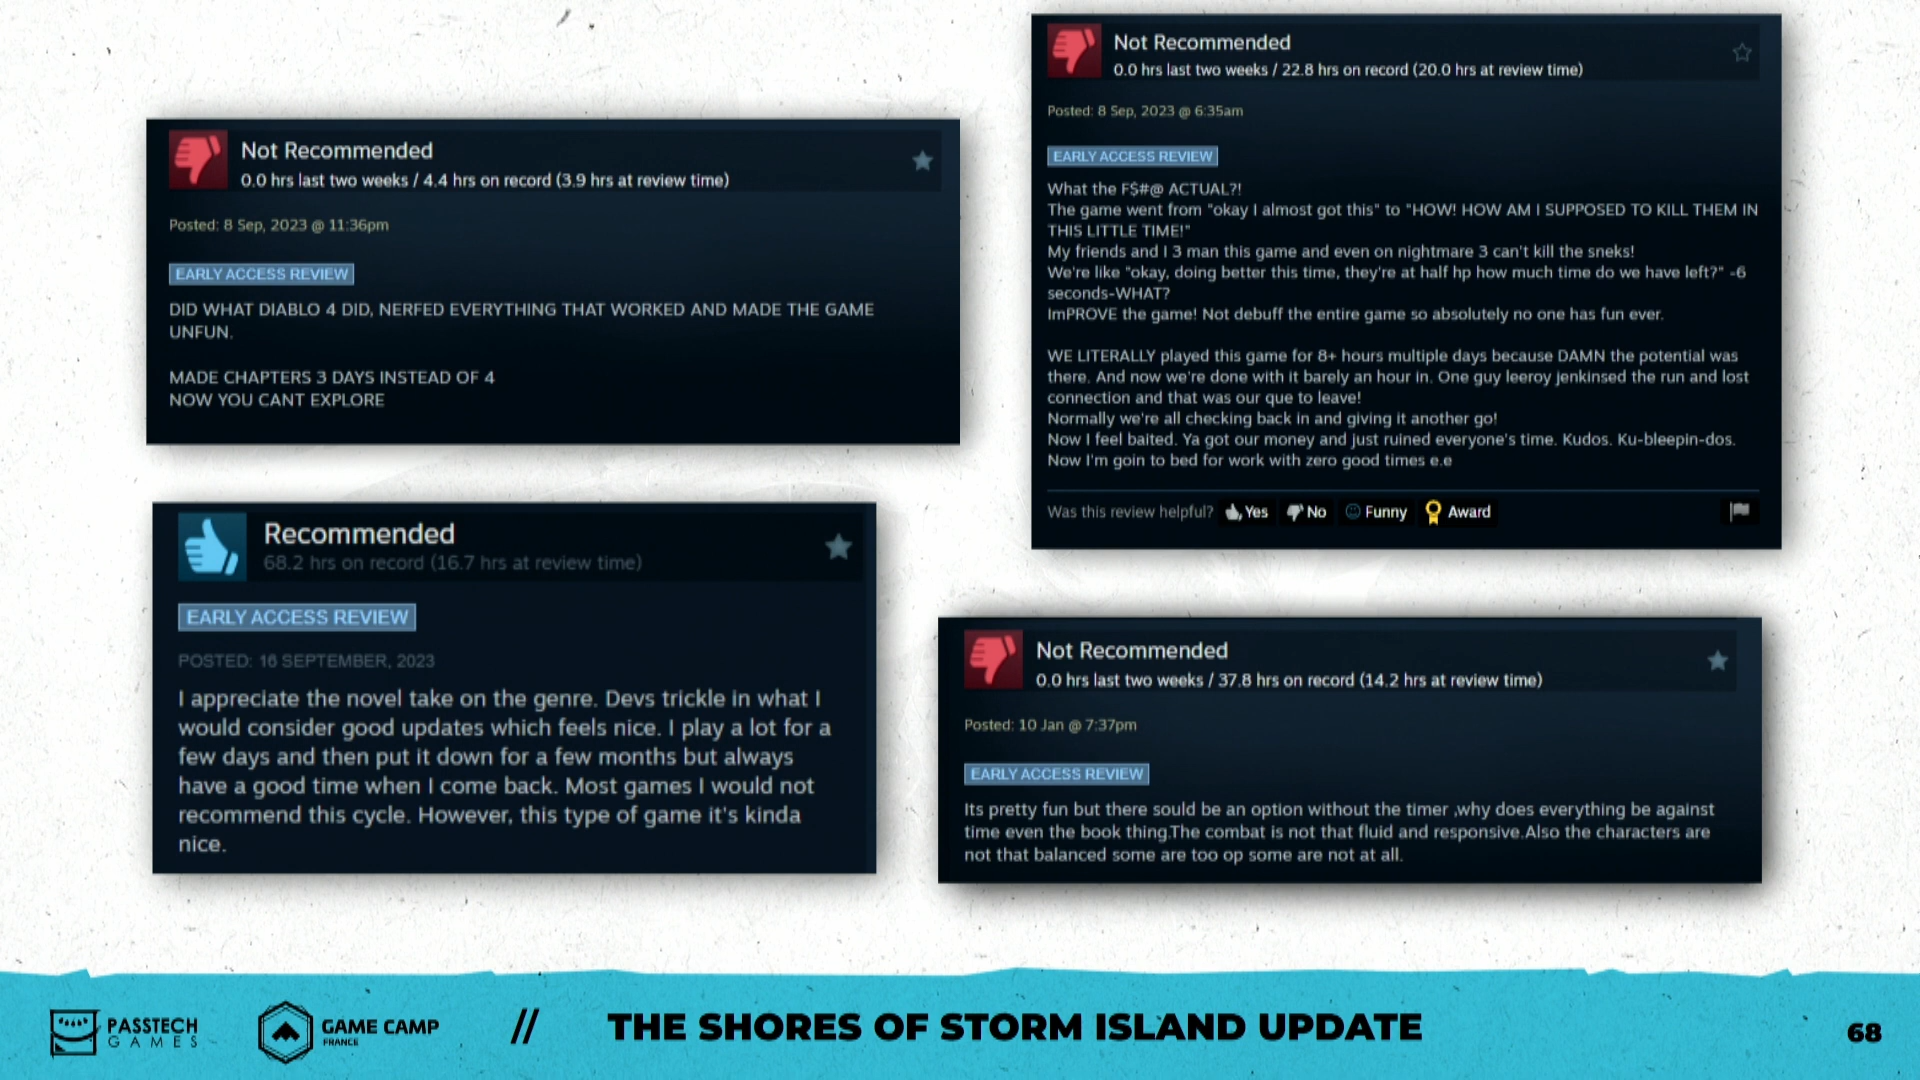 Not Recommended
0.0 hrs last two weeks / 4.4 hrs on record (3.9 hrs at review time)
Posted: 8 Sep, 2023 @ 11:36pm
EARLY ACCESS REVIEW
DID WHAT DIABLO 4 DID, NERFED EVERYTHING THAT WORKED AND MADE THE GAME
UNFUN.
MADE CHAPTERS 3 DAYS INSTEAD OF 4
NOW YOU CANT EXPLORE
Not Recommended
0.0 hrs last two weeks / 22.8 hrs on record (20.0 hrs at review time)
Posted: 8 Sep, 2023 @ 6:35am
EARLY ACCESS REVIEW
What the F$#@ ACTUAL?!
The game went from "okay I almost got this" to "HOW! HOW AM I SUPPOSED TO KILL THEM IN
THIS LITTLE TIME!"
My friends and I 3 man this game and even on nightmare 3 can't kill the sneks!
We're like "okay, doing better this time, they're at half hp how much time do we have left?" -6
seconds-WHAT?
ImPROVE the game! Not debuff the entire game so absolutely no one has fun ever.
WE LITERALLY played this game for 8+ hours multiple days because DAMN the potential was
there. And now we're done with it barely an hour in. One guy leeroy jenkinsed the run and lost
connection and that was our que to leave!
Normally we're all checking back in and giving it another go!
Now I feel baited. Ya got our money and just ruined everyone's time. Kudos. Ku-bleepin-dos.
Now I'm goin to bed for work with zero good times e.e
Was this review helpful? Yes No Funny Award
Recommended
68.2 hrs on record (16.7 hrs at review time)
EARLY ACCESS REVIEW
POSTED: 16 SEPTEMBER, 2023
I appreciate the novel take on the genre. Devs trickle in what I
would consider good updates which feels nice. I play a lot for a
few days and then put it down for a few months but always
have a good time when I come back. Most games I would not
recommend this cycle. However, this type of game it's kinda
nice.
Not Recommended
0.0 hrs last two weeks / 37.8 hrs on record (14.2 hrs at review time)
Posted: 10 Jan @ 7:37pm
EARLY ACCESS REVIEW
Its pretty fun but there sould be an option without the timer ,why does everything be against
time even the book thing.The combat is not that fluid and responsive.Also the characters are
not that balanced some are too op some are not at all.
PASSTECH
GAMES
GAME CAMP
FRANCE
// THE SHORES OF STORM ISLAND UPDATE
68